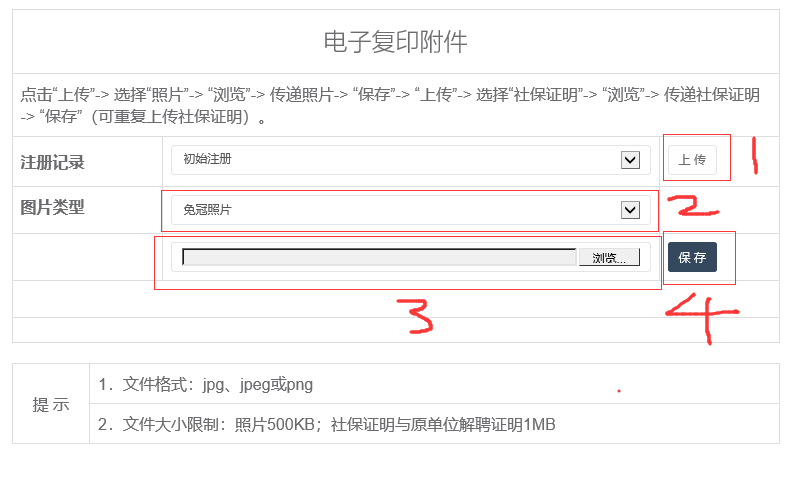 电子复印附件
点击“上传”-> 选择“照片”-> “浏览”-> 传递照片-> “保存”-> “上传”-> 选择“社保证明”-> “浏览”-> 传递社保证明
-> “保存”（可重复上传社保证明）。
注册记录 初始注册 上 传 1
图片类型 免冠照片 2
浏览... 保 存
3 4
提 示
1．文件格式：jpg、jpeg或png
2．文件大小限制：照片500KB；社保证明与原单位解聘证明1MB